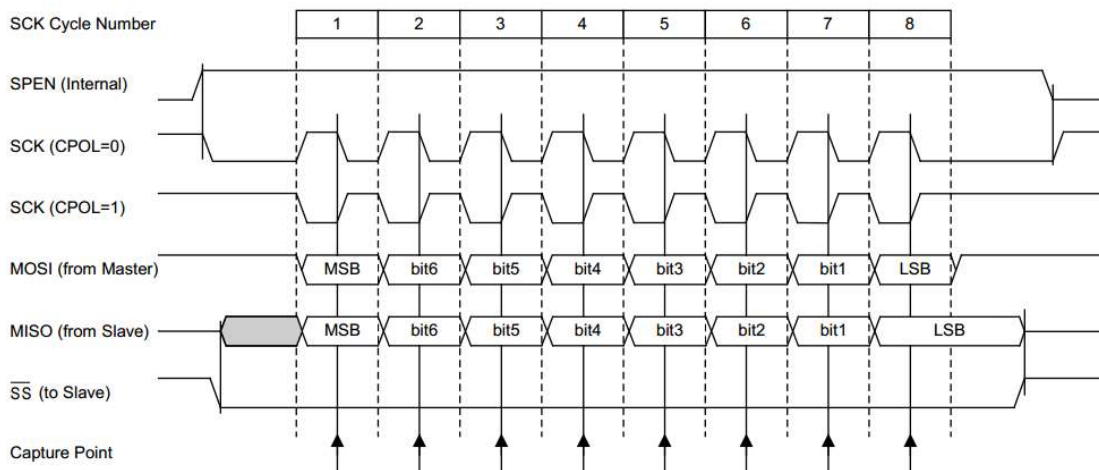 SCK Cycle Number 1 2 3 4 5 6 7 8
SPEN (Internal)
SCK (CPOL=0)
SCK (CPOL=1)
MOSI (from Master) MSB bit6 bit5 bit4 bit3 bit2 bit1 LSB
MISO (from Slave) MSB bit6 bit5 bit4 bit3 bit2 bit1 LSB
S̅S̅ (to Slave)
Capture Point